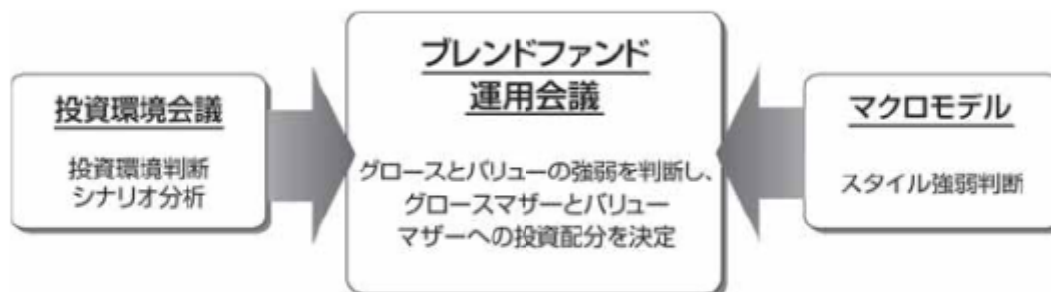 投資環境会議
投資環境判断
シナリオ分析
ブレンドファンド
運用会議
グロースとバリューの強弱を判断し、
グロースマザーとバリュー
マザーへの投資配分を決定
マクロモデル
スタイル強弱判断